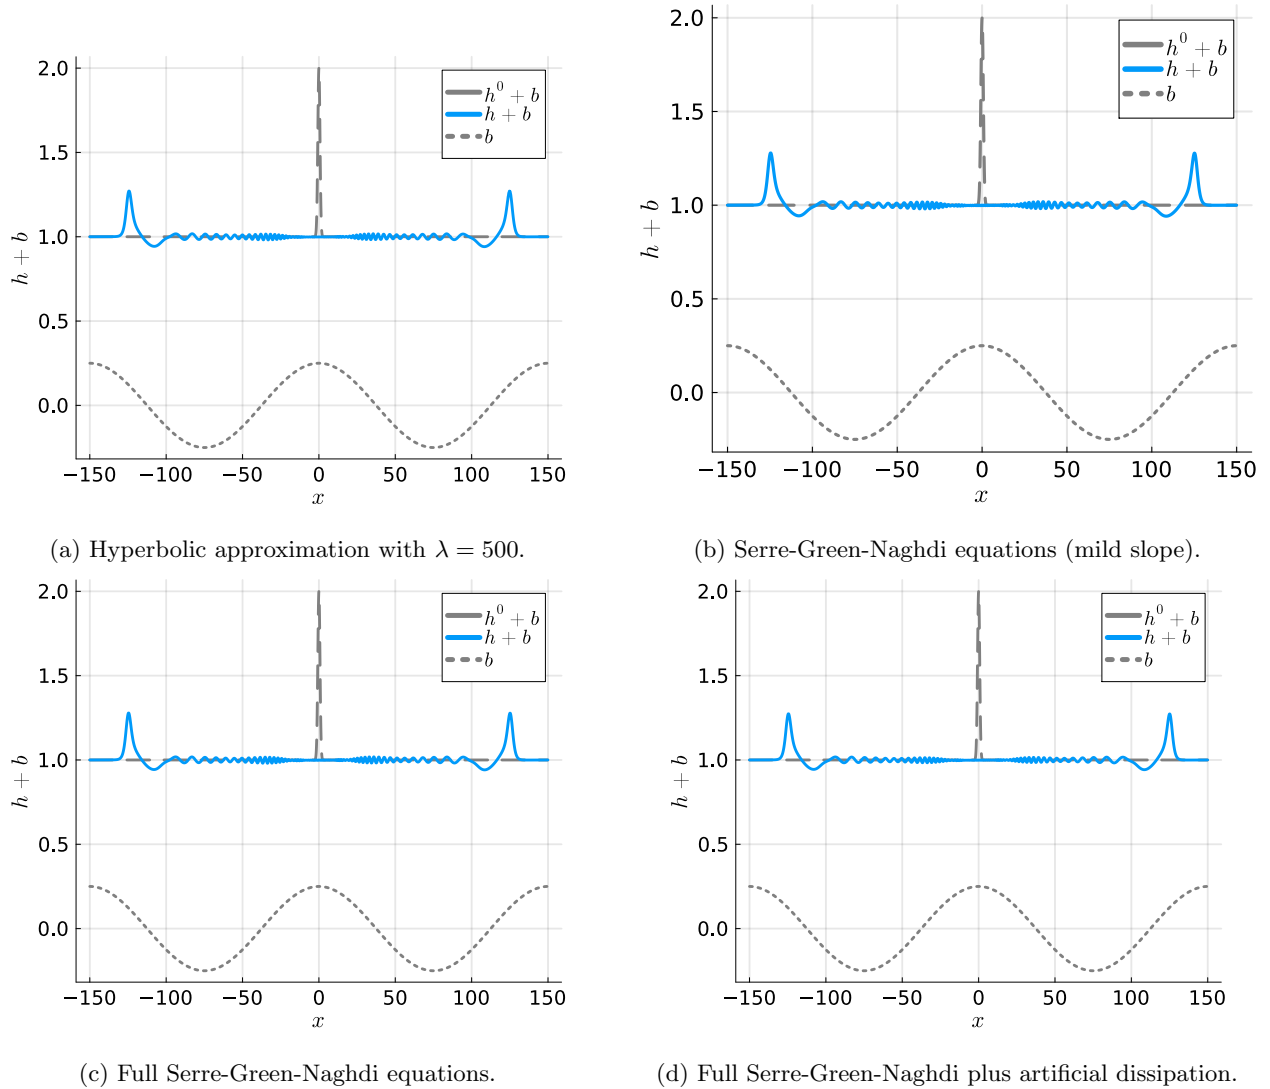 2.0
1.5
1.0
0.5
0.0
h + b
h⁰ + b
h + b
b
−150 −100 −50 0 50 100 150
x
(a) Hyperbolic approximation with λ = 500.
2.0
1.5
1.0
0.5
0.0
h + b
h⁰ + b
h + b
b
−150 −100 −50 0 50 100 150
x
(b) Serre-Green-Naghdi equations (mild slope).
2.0
1.5
1.0
0.5
0.0
h + b
h⁰ + b
h + b
b
−150 −100 −50 0 50 100 150
x
(c) Full Serre-Green-Naghdi equations.
2.0
1.5
1.0
0.5
0.0
h + b
h⁰ + b
h + b
b
−150 −100 −50 0 50 100 150
x
(d) Full Serre-Green-Naghdi plus artificial dissipation.